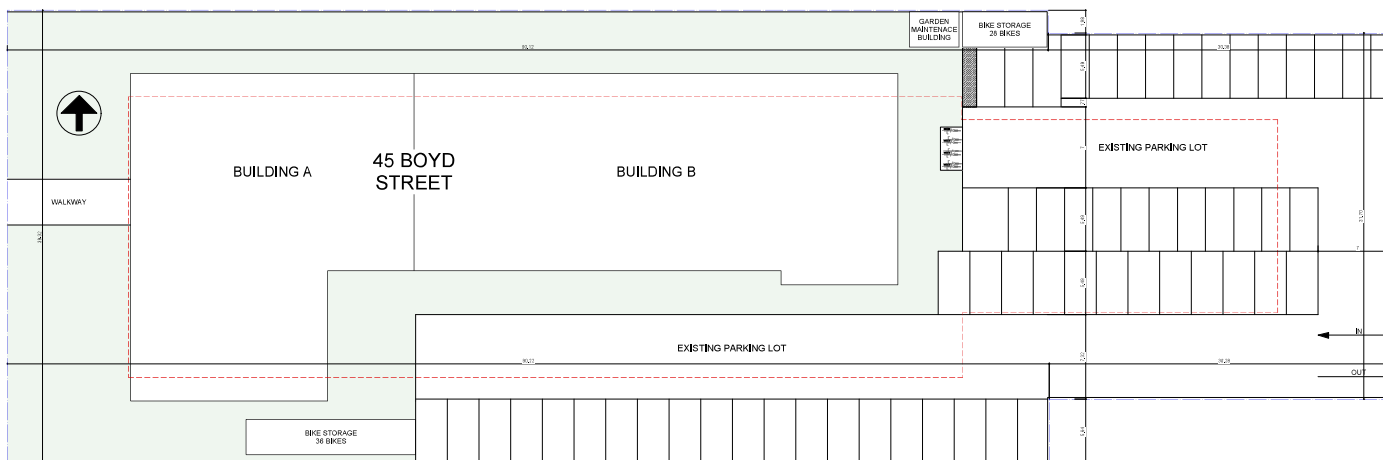 GARDEN
MAINTENACE
BUILDING
BIKE STORAGE
28 BIKES
BUILDING A
45 BOYD
STREET
BUILDING B
EXISTING PARKING LOT
WALKWAY
EXISTING PARKING LOT
IN
OUT
BIKE STORAGE
36 BIKES